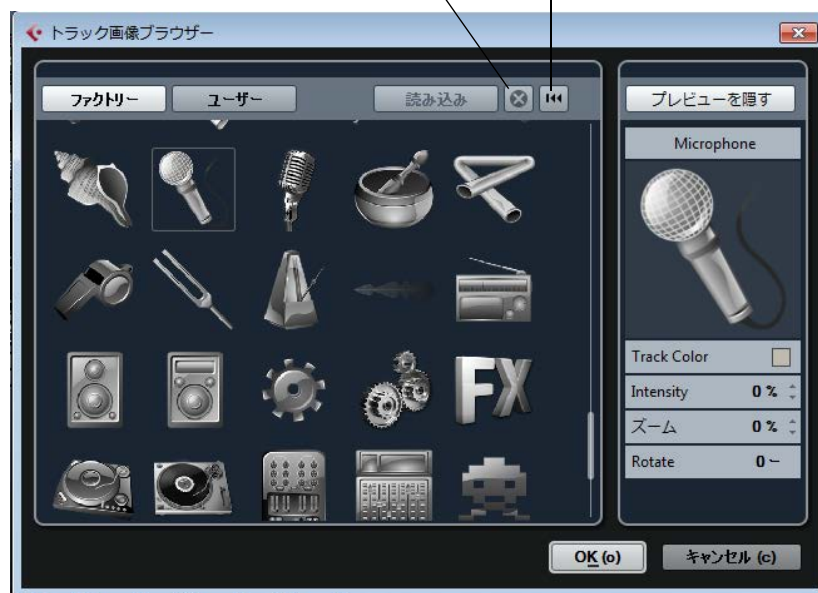 トラック画像ブラウザー
ファクトリー
ユーザー
読み込み
プレビューを隠す
Microphone
FX
Track Color
Intensity 0 %
ズーム 0 %
Rotate 0
OK (o)
キャンセル (c)